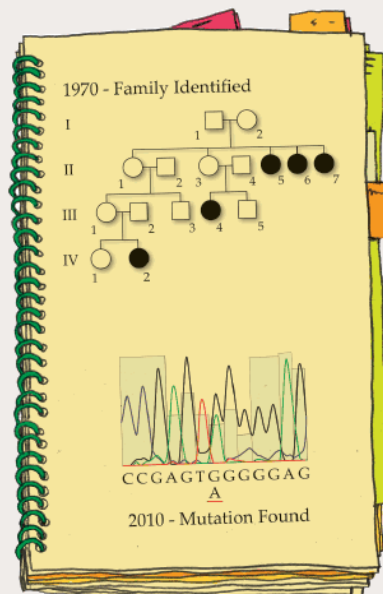 1970 - Family Identified
I
1 2
II
1 2 3 4 5 6 7
III
1 2 3 4 5
IV
1 2
CCGAGTGGGGGAG
A
2010 - Mutation Found